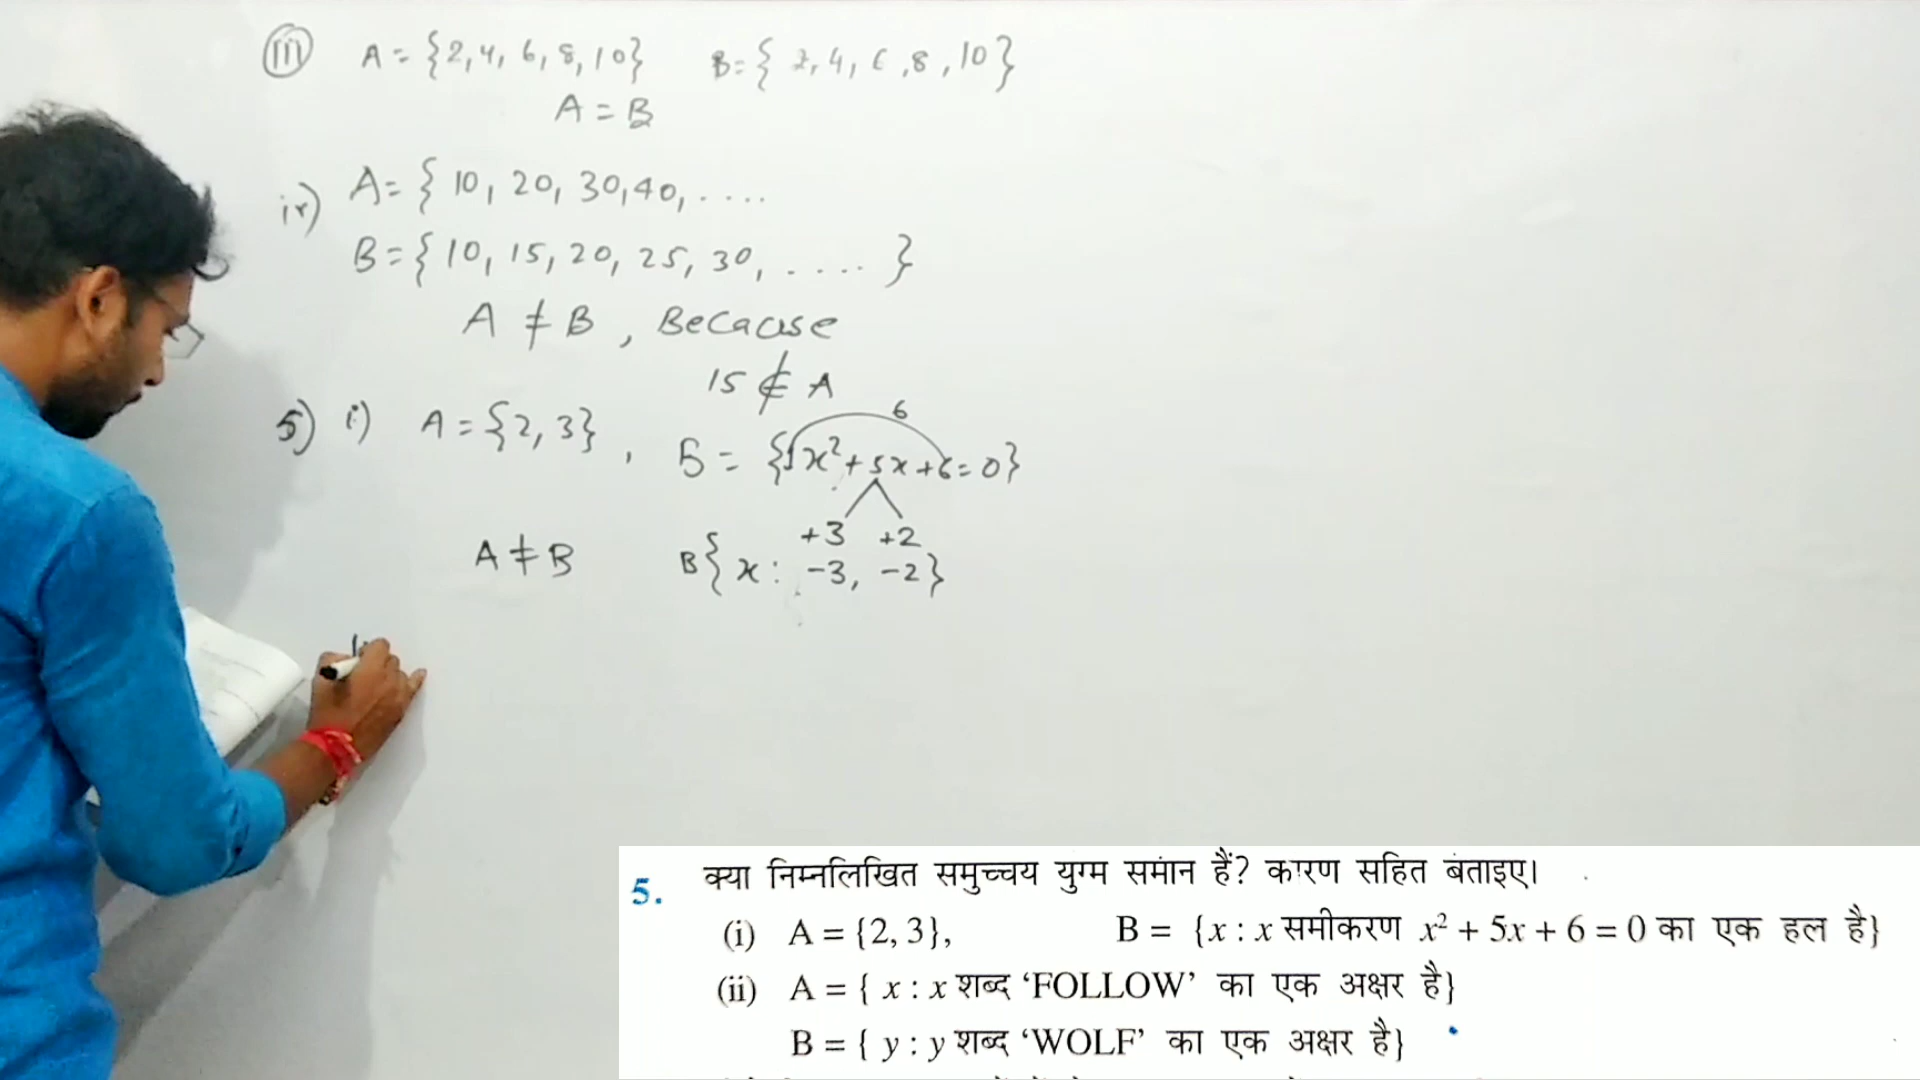 (iii) A = {2, 4, 6, 8, 10} B = {2, 4, 6, 8, 10}
A = B
iv) A = { 10, 20, 30, 40, ....
B = { 10, 15, 20, 25, 30, ..... }
A ≠ B , Because
15 ∉ A
5) i) A = {2, 3} , B = {1x² + 5x + 6 = 0}
6
+3 +2
A ≠ B B{ x: -3, -2}
5. क्या निम्नलिखित समुच्चय युग्म समान हैं? कारण सहित बताइए।
(i) A = {2, 3}, B = {x : x समीकरण x² + 5x + 6 = 0 का एक हल है}
(ii) A = { x : x शब्द ‘FOLLOW’ का एक अक्षर है}
B = { y : y शब्द ‘WOLF’ का एक अक्षर है}